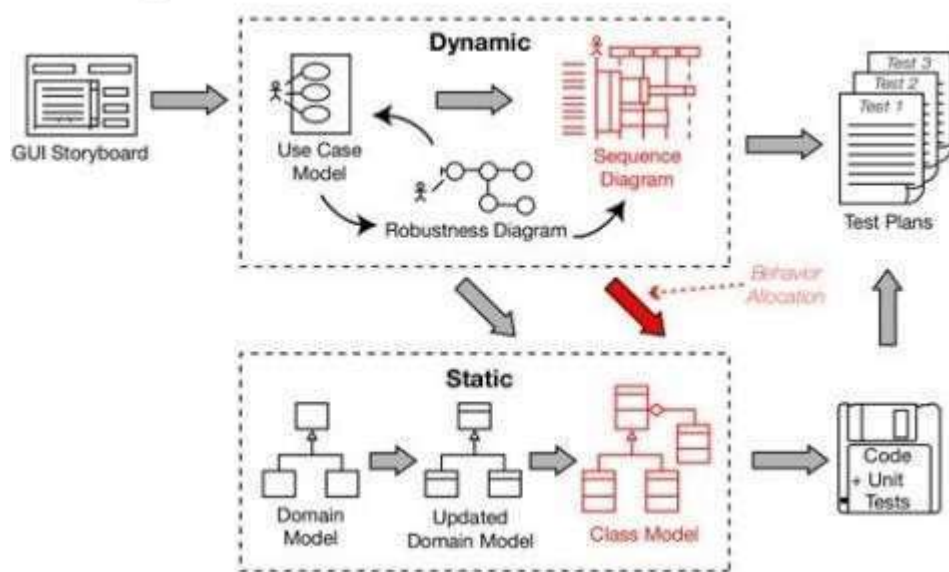 Dynamic
GUI Storyboard
Use Case
Model
Sequence
Diagram
Robustness Diagram
Test 3
Test 2
Test 1
Test Plans
Behavior
Allocation
Static
Domain
Model
Updated
Domain Model
Class Model
Code
+ Unit
Tests